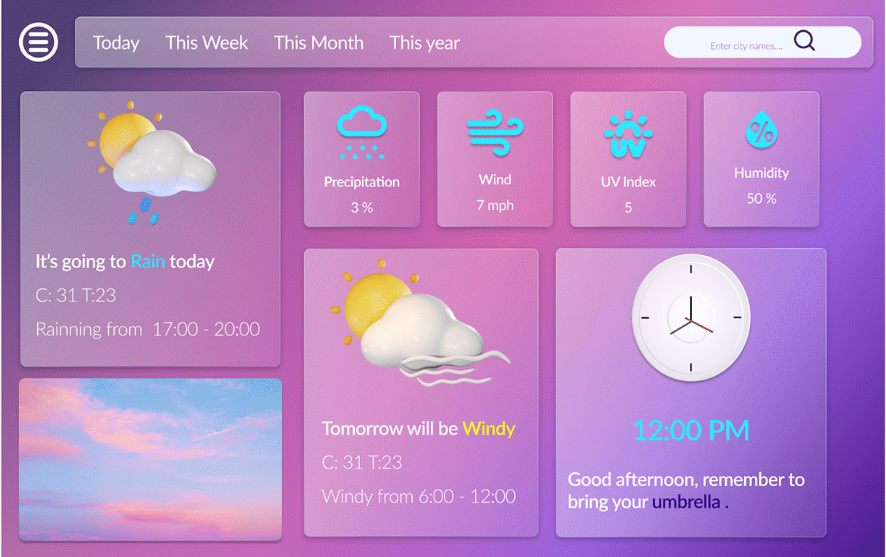 Today This Week This Month This year
Enter city names....
It's going to Rain today
C: 31 T:23
Rainning from 17:00 - 20:00
Precipitation
3 %
Wind
7 mph
UV
UV Index
5
%
Humidity
50 %
Tomorrow will be Windy
C: 31 T:23
Windy from 6:00 - 12:00
12:00 PM
Good afternoon, remember to
bring your umbrella .